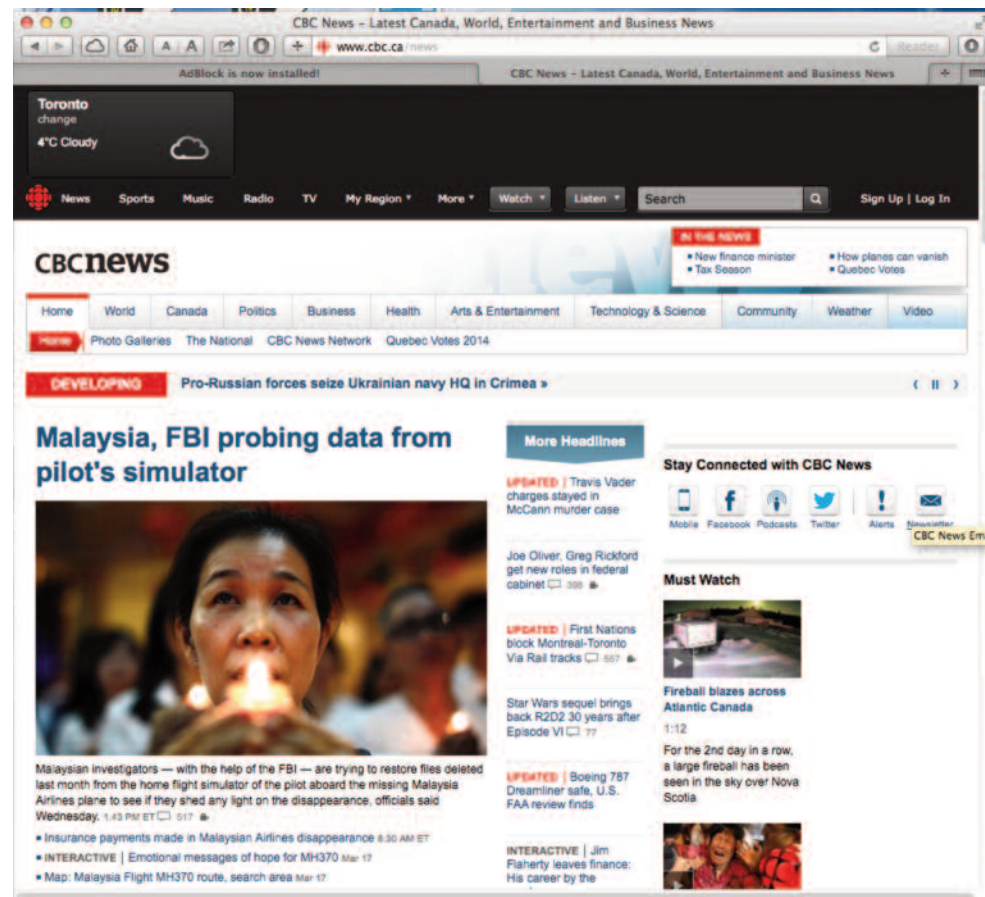 CBC News – Latest Canada, World, Entertainment and Business News
A A
www.cbc.ca/news
Reader
AdBlock is now installed!
CBC News – Latest Canada, World, Entertainment and Business News
Toronto
change
4°C Cloudy
News Sports Music Radio TV My Region More Watch Listen Search Sign Up | Log In
CBCnews
IN THE NEWS
New finance minister
Tax Season
How planes can vanish
Quebec Votes
Home World Canada Politics Business Health Arts & Entertainment Technology & Science Community Weather Video
Home Photo Galleries The National CBC News Network Quebec Votes 2014
DEVELOPING Pro-Russian forces seize Ukrainian navy HQ in Crimea »
Malaysia, FBI probing data from
pilot's simulator
Malaysian investigators — with the help of the FBI — are trying to restore files deleted
last month from the home flight simulator of the pilot aboard the missing Malaysia
Airlines plane to see if they shed any light on the disappearance, officials said
Wednesday. 1:43 PM ET 517
Insurance payments made in Malaysian Airlines disappearance 8:30 AM ET
INTERACTIVE | Emotional messages of hope for MH370 Mar 17
Map: Malaysia Flight MH370 route, search area Mar 17
More Headlines
UPDATED | Travis Vader
charges stayed in
McCann murder case
Joe Oliver, Greg Rickford
get new roles in federal
cabinet 398
UPDATED | First Nations
block Montreal-Toronto
Via Rail tracks 557
Star Wars sequel brings
back R2D2 30 years after
Episode VI 77
UPDATED | Boeing 787
Dreamliner safe, U.S.
FAA review finds
INTERACTIVE | Jim
Flaherty leaves finance:
His career by the
Stay Connected with CBC News
Mobile Facebook Podcasts Twitter Alerts Newsletter
CBC News Em
Must Watch
Fireball blazes across
Atlantic Canada
1:12
For the 2nd day in a row,
a large fireball has been
seen in the sky over Nova
Scotia